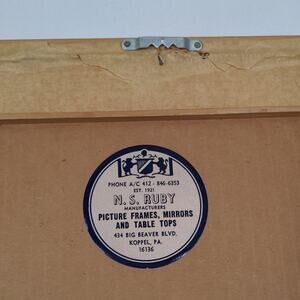 PHONE A/C 412 - 846-6353
EST. 1921
N. S. RUBY
MANUFACTURERS
PICTURE FRAMES, MIRRORS
AND TABLE TOPS
434 BIG BEAVER BLVD.
KOPPEL, PA.
16136